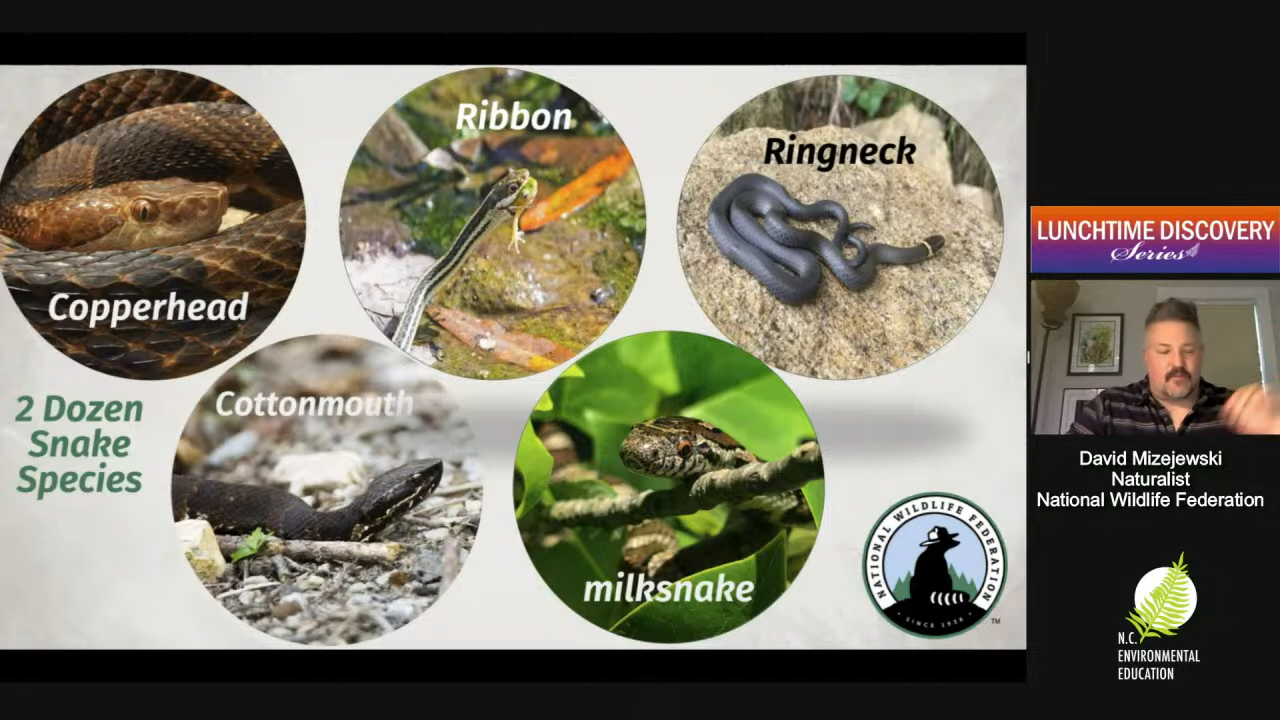 Copperhead
Ribbon
Ringneck
2 Dozen
Snake
Species
Cottonmouth
milksnake
NATIONAL WILDLIFE FEDERATION
SINCE 1936
TM
LUNCHTIME DISCOVERY
Series
David Mizejewski
Naturalist
National Wildlife Federation
N.C.
ENVIRONMENTAL
EDUCATION